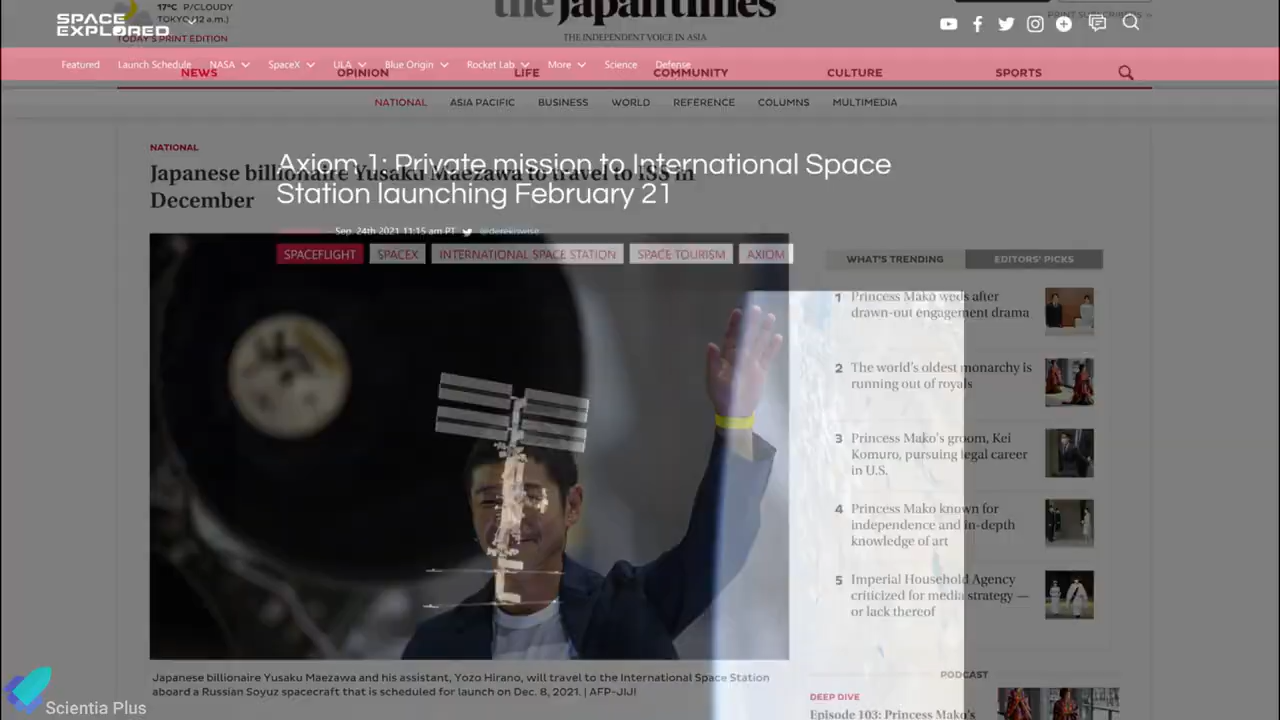 17°C P/CLOUDY
TOKYO (12 a.m.)
SPACE
EXPLORED
the japan times
PRINT SUBSCRIBERS
TODAY'S PRINT EDITION
THE INDEPENDENT VOICE IN ASIA
Featured Launch Schedule NASA SpaceX ULA Blue Origin Rocket Lab More Science Defense
NEWS OPINION LIFE COMMUNITY CULTURE SPORTS
NATIONAL ASIA PACIFIC BUSINESS WORLD REFERENCE COLUMNS MULTIMEDIA
NATIONAL
Japanese billionaire Yusaku Maezawa to travel to ISS in
December
Axiom 1: Private mission to International Space
Station launching February 21
Sep. 24th 2021 11:15 am PT @derekiswise
SPACEFLIGHT SPACEX INTERNATIONAL SPACE STATION SPACE TOURISM AXIOM
WHAT'S TRENDING EDITORS' PICKS
1 Princess Mako weds after
drawn-out engagement drama
2 The world's oldest monarchy is
running out of royals
3 Princess Mako's groom, Kei
Komuro, pursuing legal career
in U.S.
4 Princess Mako known for
independence and in-depth
knowledge of art
5 Imperial Household Agency
criticized for media strategy —
or lack thereof
Japanese billionaire Yusaku Maezawa and his assistant, Yozo Hirano, will travel to the International Space Station
aboard a Russian Soyuz spacecraft that is scheduled for launch on Dec. 8, 2021. | AFP-JIJI
PODCAST
DEEP DIVE
Episode 103: Princess Mako's
Scientia Plus